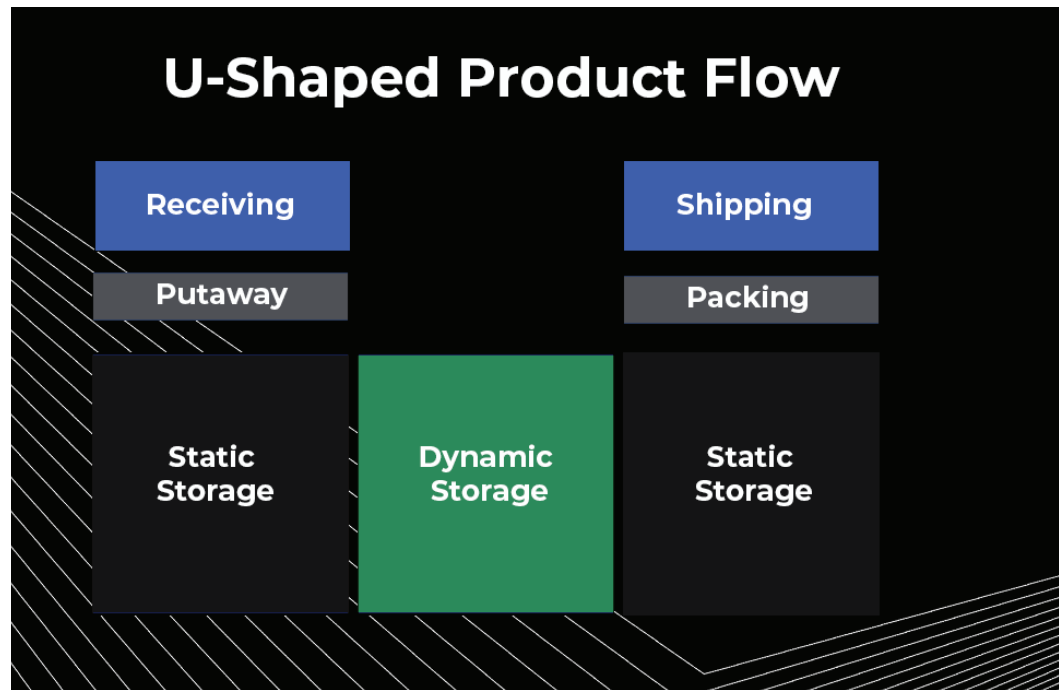 U-Shaped Product Flow
Receiving
Shipping
Putaway
Packing
Static
Storage
Dynamic
Storage
Static
Storage